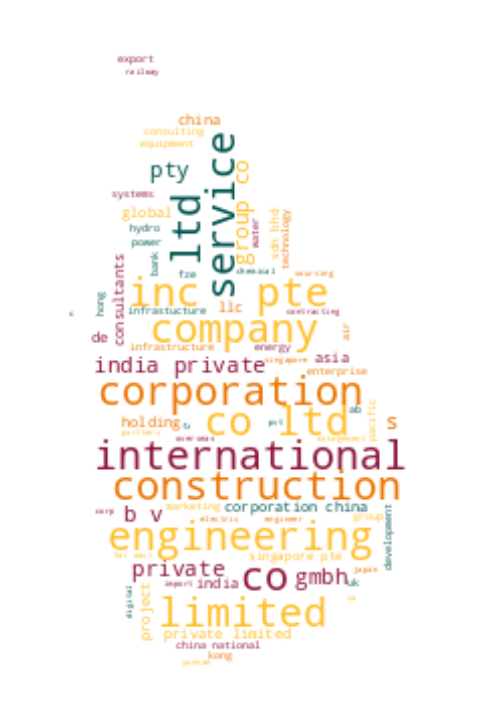 export
railway
china
consulting
equipment
service
pty
ltd
group co
systems
global
hydro
power
water
sdn bhd
technology
bank
fze
chemical
sourcing
consultants
hong
inc
pte
infrastucture
llc
contracting
company
air
de
infrastructure
energy
india private
singapore
asia
enterprise
corporation
ab
pacific
holding
co ltd
pvt
s
partners
overseas
management
international
construction
corp
b v
marketing
corporation china
electric
engineer
group
development
engineering
far east
singapore pte
private
co
gmbh
japan
import
india
uk
digital
project
limited
private limited
china national
kong